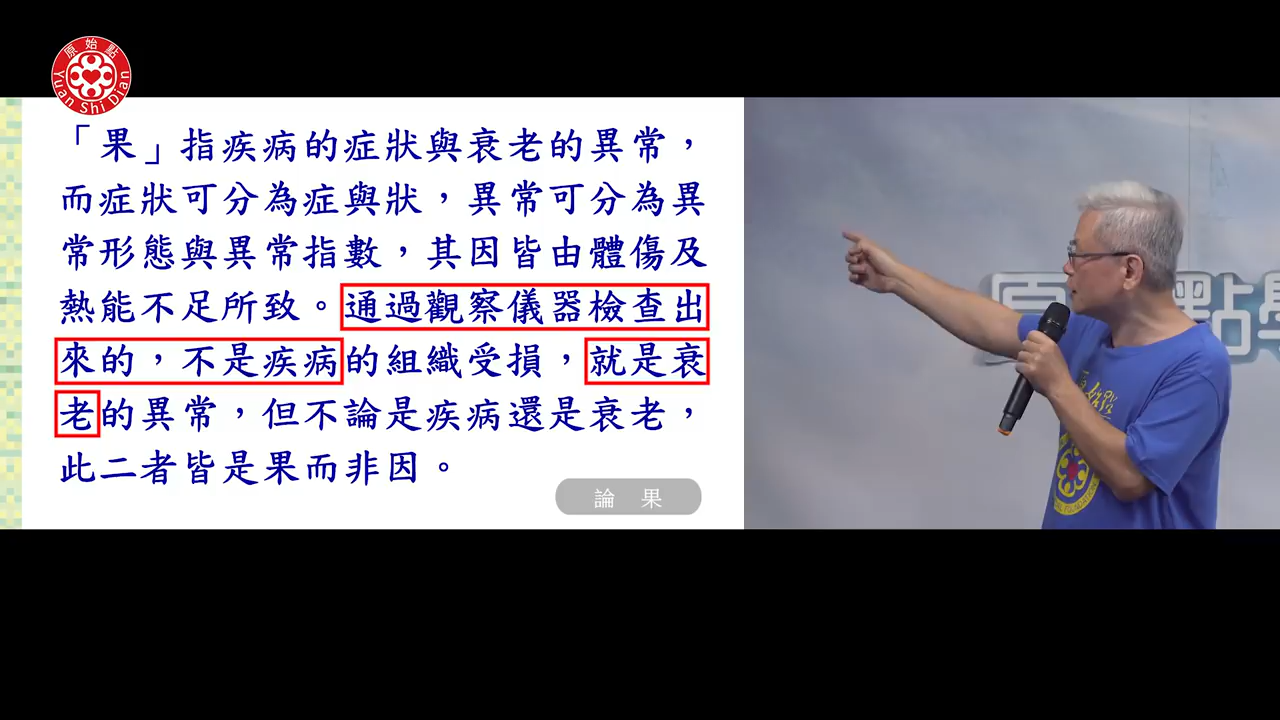 原始點
Yuan Shi Dian
「果」指疾病的症狀與衰老的異常，
而症狀可分為症與狀，異常可分為異
常形態與異常指數，其因皆由體傷及
熱能不足所致。通過觀察儀器檢查出
來的，不是疾病的組織受損，就是衰
老的異常，但不論是疾病還是衰老，
此二者皆是果而非因。
論 果
原 點學